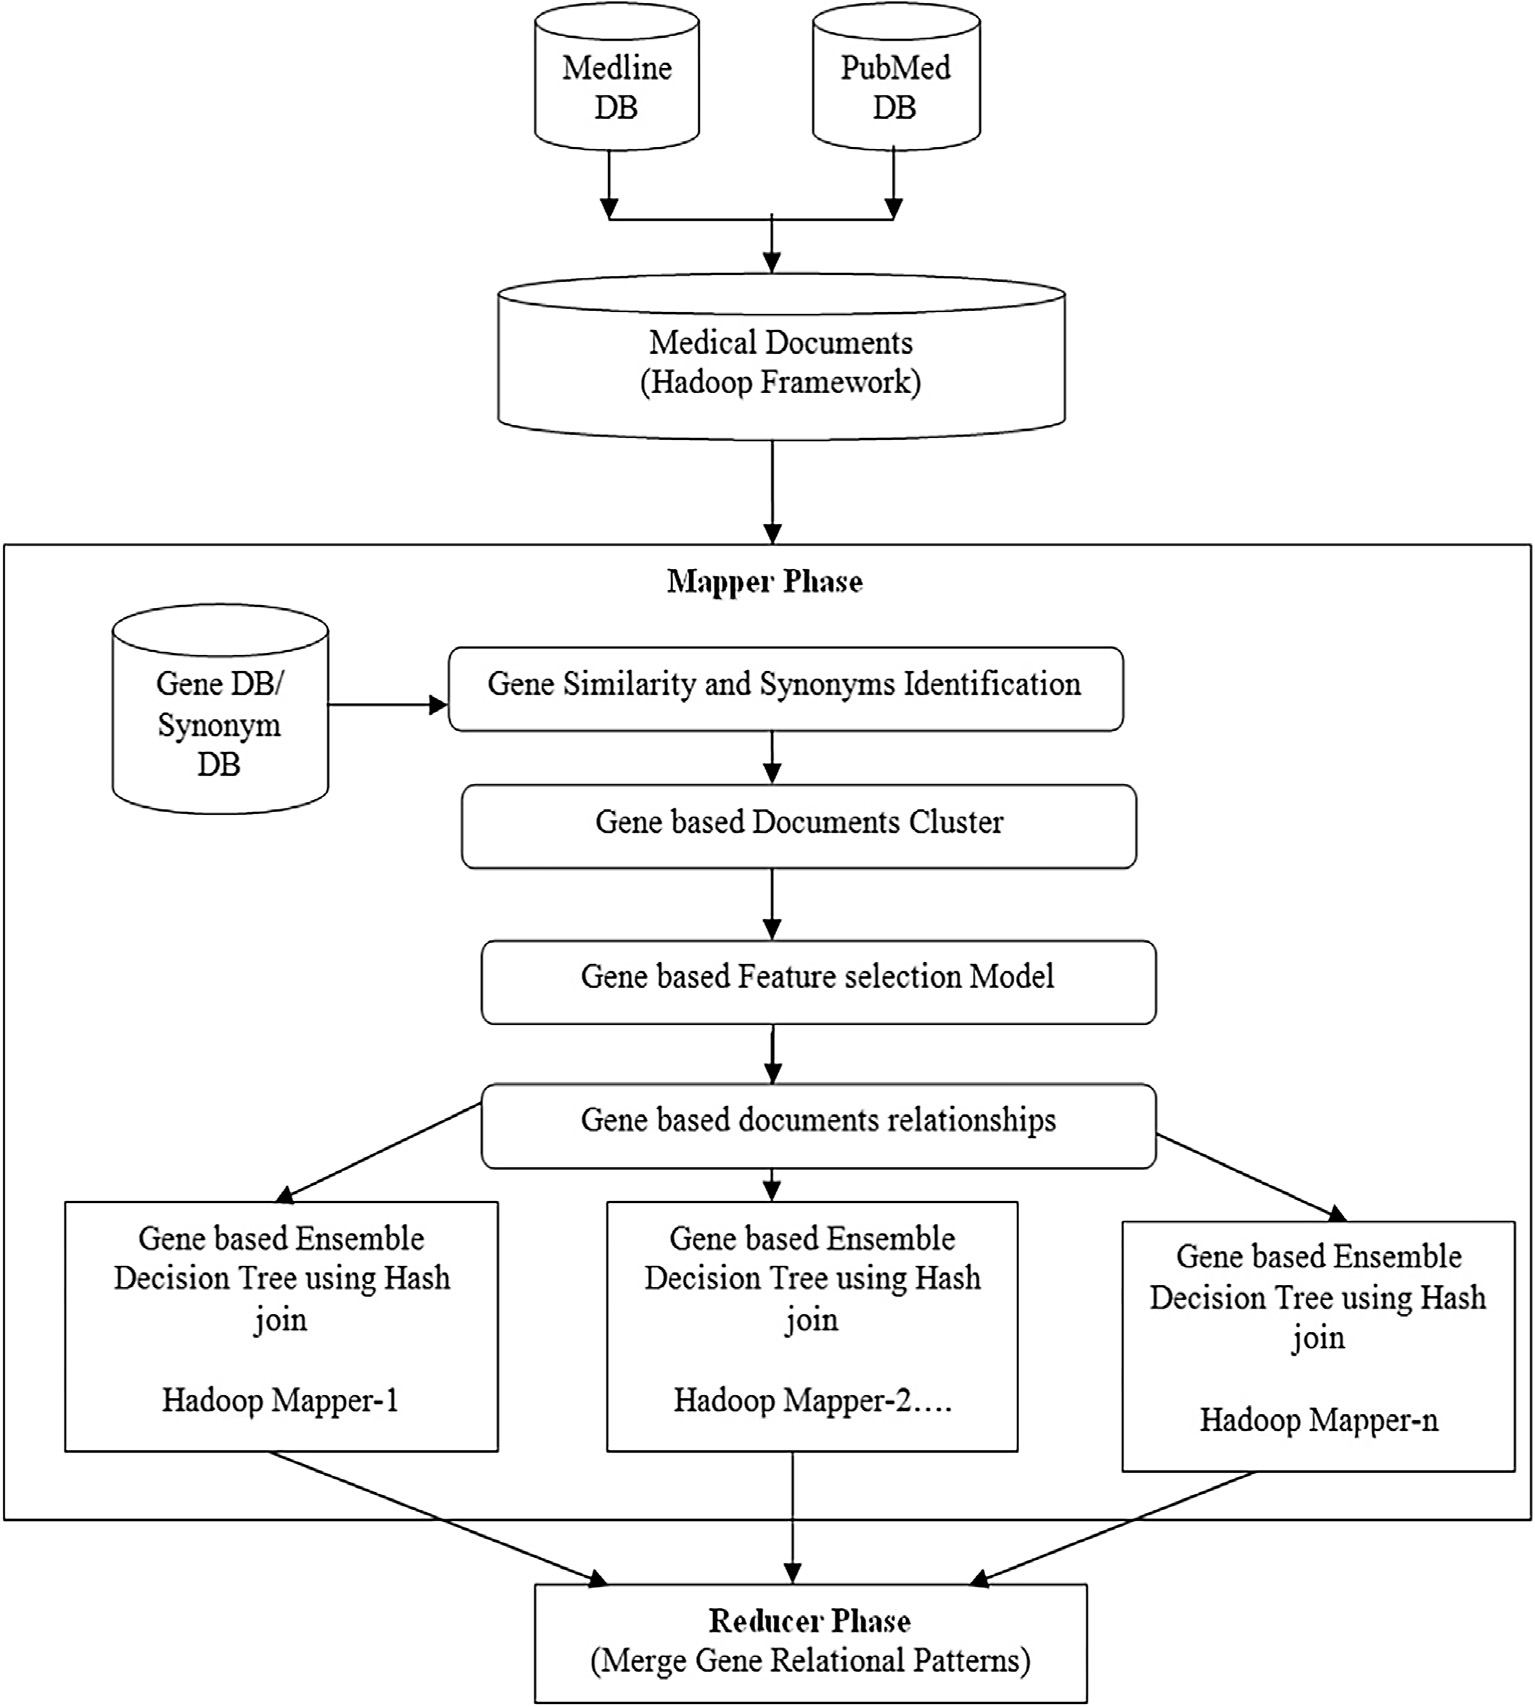 Medline
DB
PubMed
DB
Medical Documents
(Hadoop Framework)
Mapper Phase
Gene DB/
Synonym
DB
Gene Similarity and Synonyms Identification
Gene based Documents Cluster
Gene based Feature selection Model
Gene based documents relationships
Gene based Ensemble
Decision Tree using Hash
join
Hadoop Mapper-1
Gene based Ensemble
Decision Tree using Hash
join
Hadoop Mapper-2....
Gene based Ensemble
Decision Tree using Hash
join
Hadoop Mapper-n
Reducer Phase
(Merge Gene Relational Patterns)